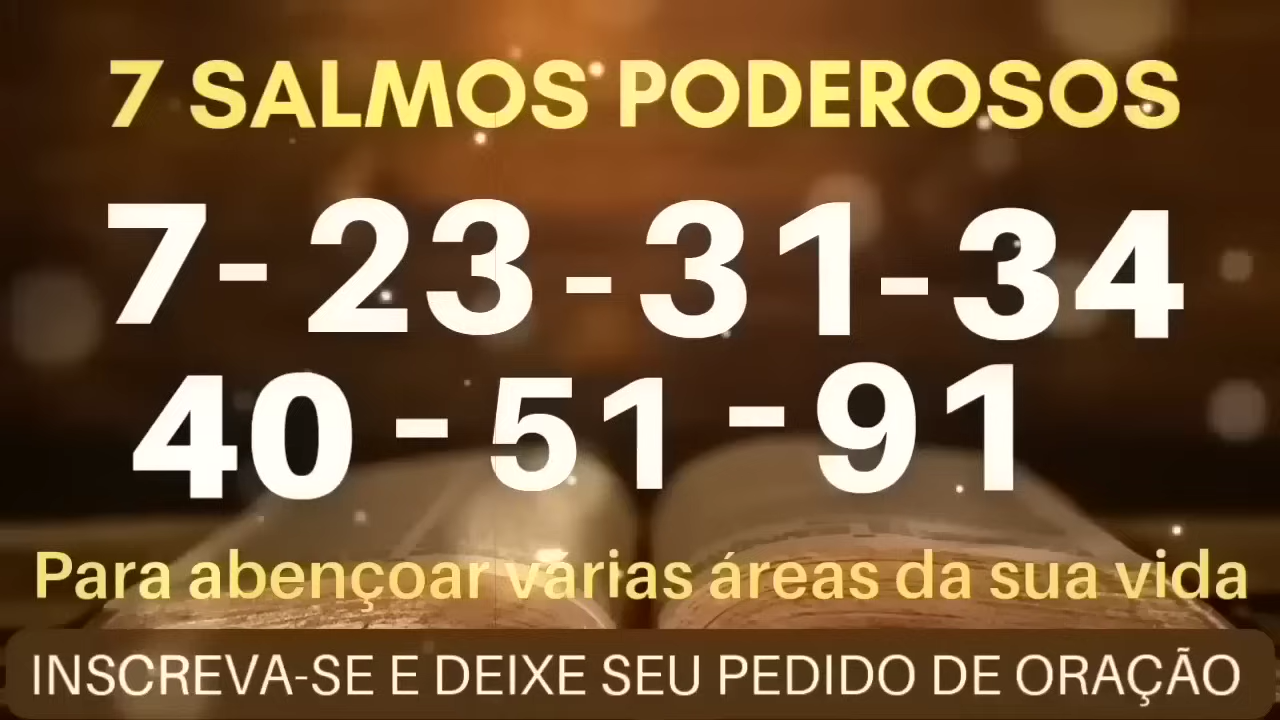 7 SALMOS PODEROSOS
7- 23 - 31- 34
40 - 51 - 91
Para abençoar várias áreas da sua vida
INSCREVA-SE E DEIXE SEU PEDIDO DE ORAÇÃO